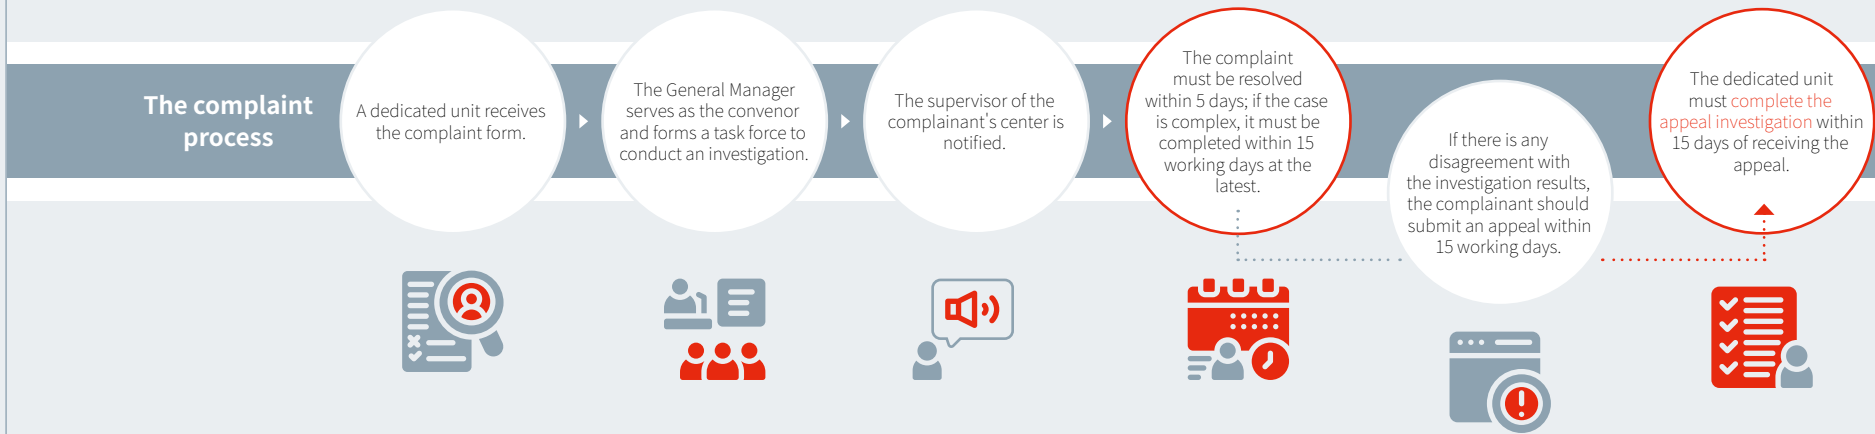 The complaint
process
A dedicated unit receives
the complaint form.
The General Manager
serves as the convenor
and forms a task force to
conduct an investigation.
The supervisor of the
complainant's center is
notified.
The complaint
must be resolved
within 5 days; if the case
is complex, it must be
completed within 15
working days at the
latest.
If there is any
disagreement with
the investigation results,
the complainant should
submit an appeal within
15 working days.
The dedicated unit
must complete the
appeal investigation within
15 days of receiving the
appeal.